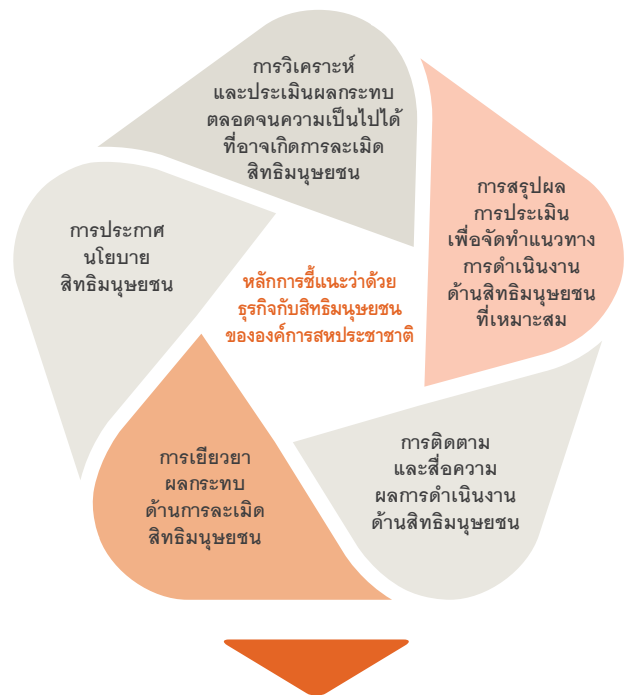 การวิเคราะห์
และประเมินผลกระทบ
ตลอดจนความเป็นไปได้
ที่อาจเกิดการละเมิด
สิทธิมนุษยชน
การสรุปผล
การประเมิน
เพื่อจัดทำแนวทาง
การดำเนินงาน
ด้านสิทธิมนุษยชน
ที่เหมาะสม
การประกาศ
นโยบาย
สิทธิมนุษยชน
หลักการชี้แนะว่าด้วย
ธุรกิจกับสิทธิมนุษยชน
ขององค์การสหประชาชาติ
การติดตาม
และสื่อความ
ผลการดำเนินงาน
ด้านสิทธิมนุษยชน
การเยียวยา
ผลกระทบ
ด้านการละเมิด
สิทธิมนุษยชน